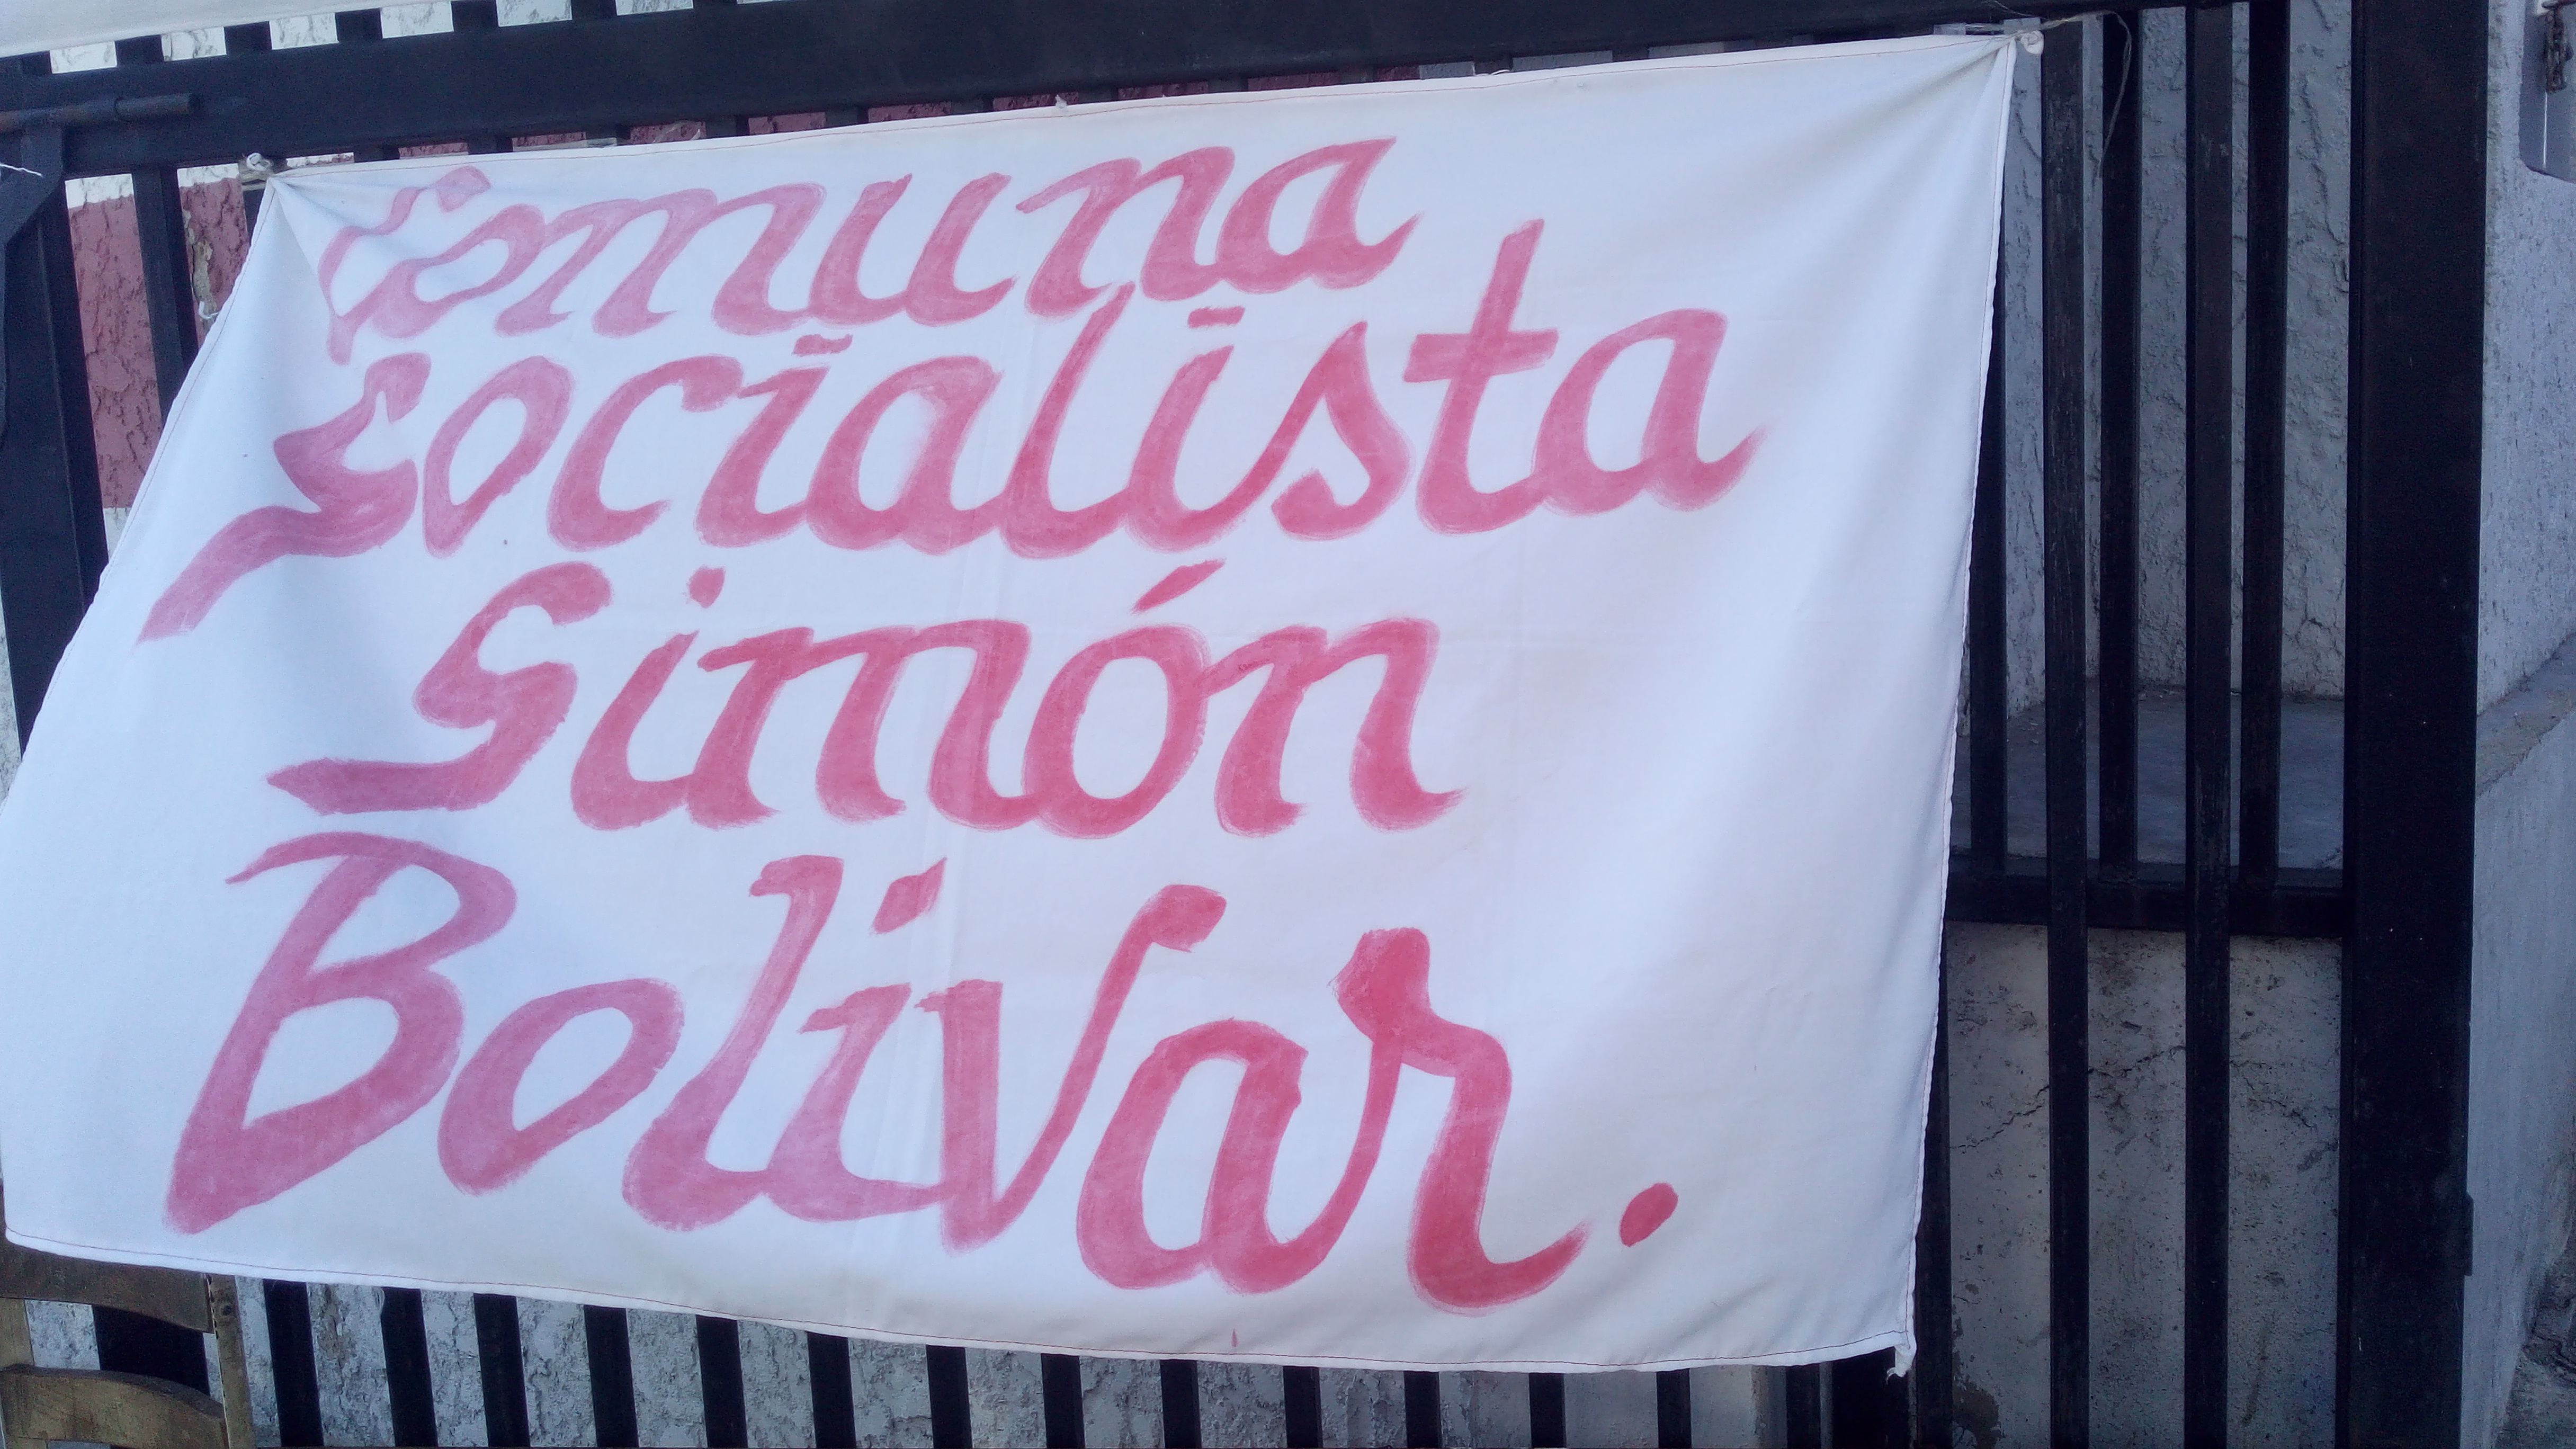 Comuna
Socialista
Simón
Bolivar.